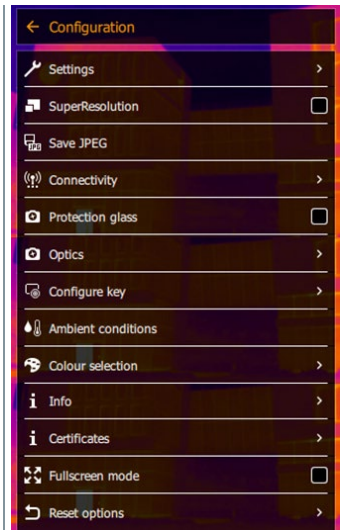 Configuration
Settings
SuperResolution
JPG Save JPEG
Connectivity
Protection glass
Optics
Configure key
Ambient conditions
Colour selection
Info
Certificates
Fullscreen mode
Reset options